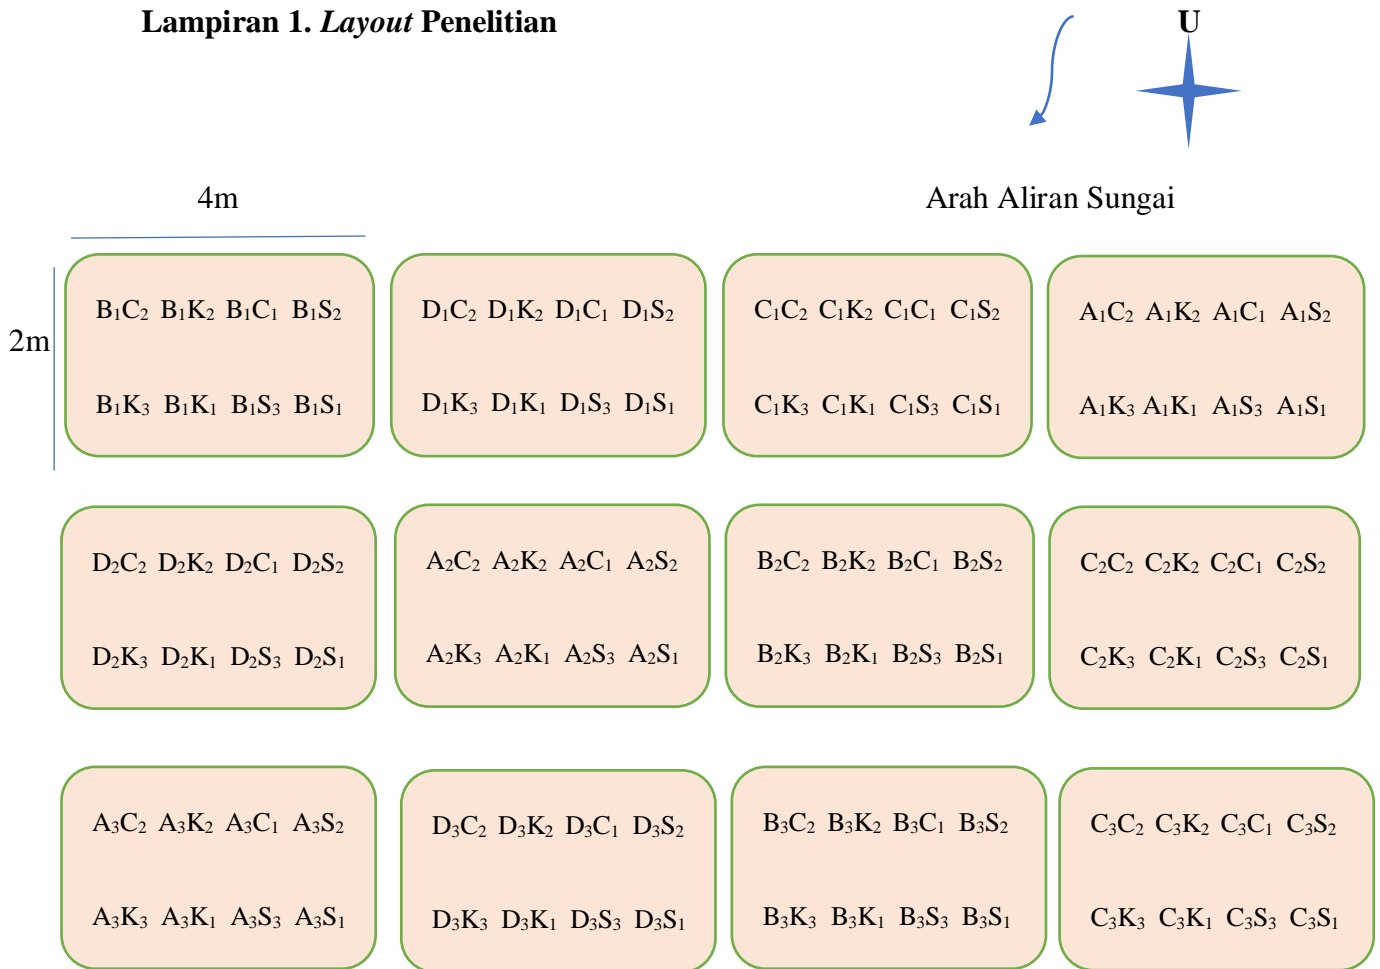 Lampiran 1. Layout Penelitian
U
4m
Arah Aliran Sungai
2m
B₁C₂ B₁K₂ B₁C₁ B₁S₂
B₁K₃ B₁K₁ B₁S₃ B₁S₁
D₁C₂ D₁K₂ D₁C₁ D₁S₂
D₁K₃ D₁K₁ D₁S₃ D₁S₁
C₁C₂ C₁K₂ C₁C₁ C₁S₂
C₁K₃ C₁K₁ C₁S₃ C₁S₁
A₁C₂ A₁K₂ A₁C₁ A₁S₂
A₁K₃ A₁K₁ A₁S₃ A₁S₁
D₂C₂ D₂K₂ D₂C₁ D₂S₂
D₂K₃ D₂K₁ D₂S₃ D₂S₁
A₂C₂ A₂K₂ A₂C₁ A₂S₂
A₂K₃ A₂K₁ A₂S₃ A₂S₁
B₂C₂ B₂K₂ B₂C₁ B₂S₂
B₂K₃ B₂K₁ B₂S₃ B₂S₁
C₂C₂ C₂K₂ C₂C₁ C₂S₂
C₂K₃ C₂K₁ C₂S₃ C₂S₁
A₃C₂ A₃K₂ A₃C₁ A₃S₂
A₃K₃ A₃K₁ A₃S₃ A₃S₁
D₃C₂ D₃K₂ D₃C₁ D₃S₂
D₃K₃ D₃K₁ D₃S₃ D₃S₁
B₃C₂ B₃K₂ B₃C₁ B₃S₂
B₃K₃ B₃K₁ B₃S₃ B₃S₁
C₃C₂ C₃K₂ C₃C₁ C₃S₂
C₃K₃ C₃K₁ C₃S₃ C₃S₁